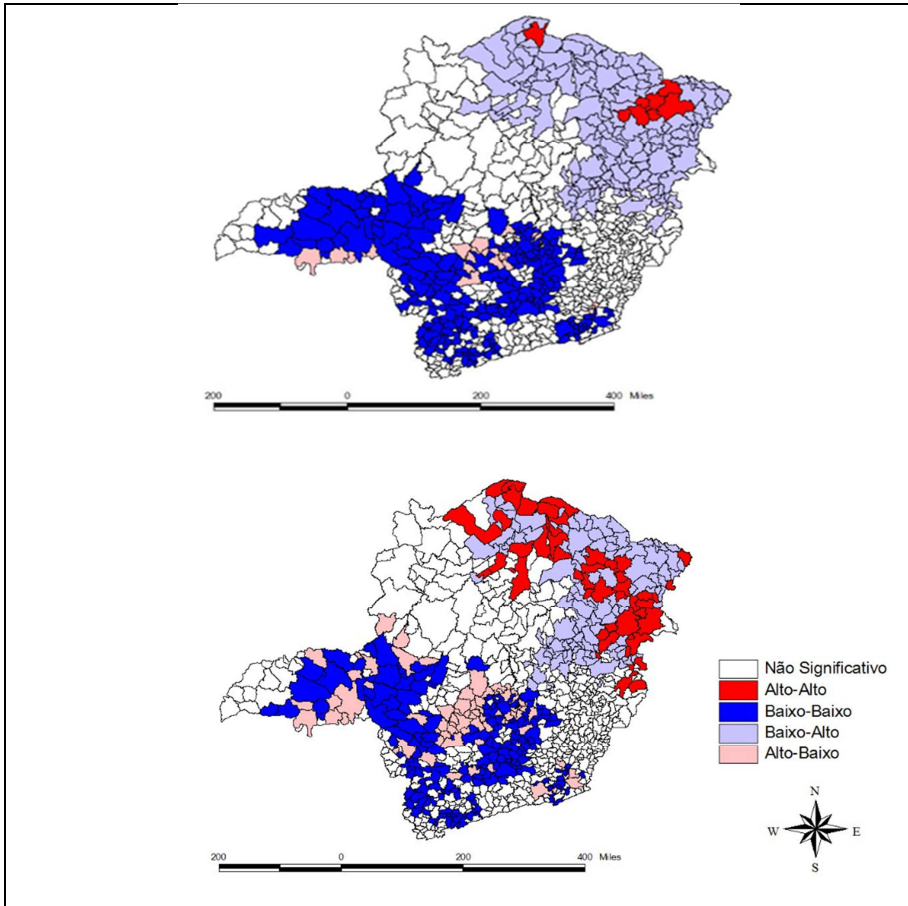 200 0 200 400 Miles
Não Significativo
Alto-Alto
Baixo-Baixo
Baixo-Alto
Alto-Baixo
N
W E
S
200 0 200 400 Miles